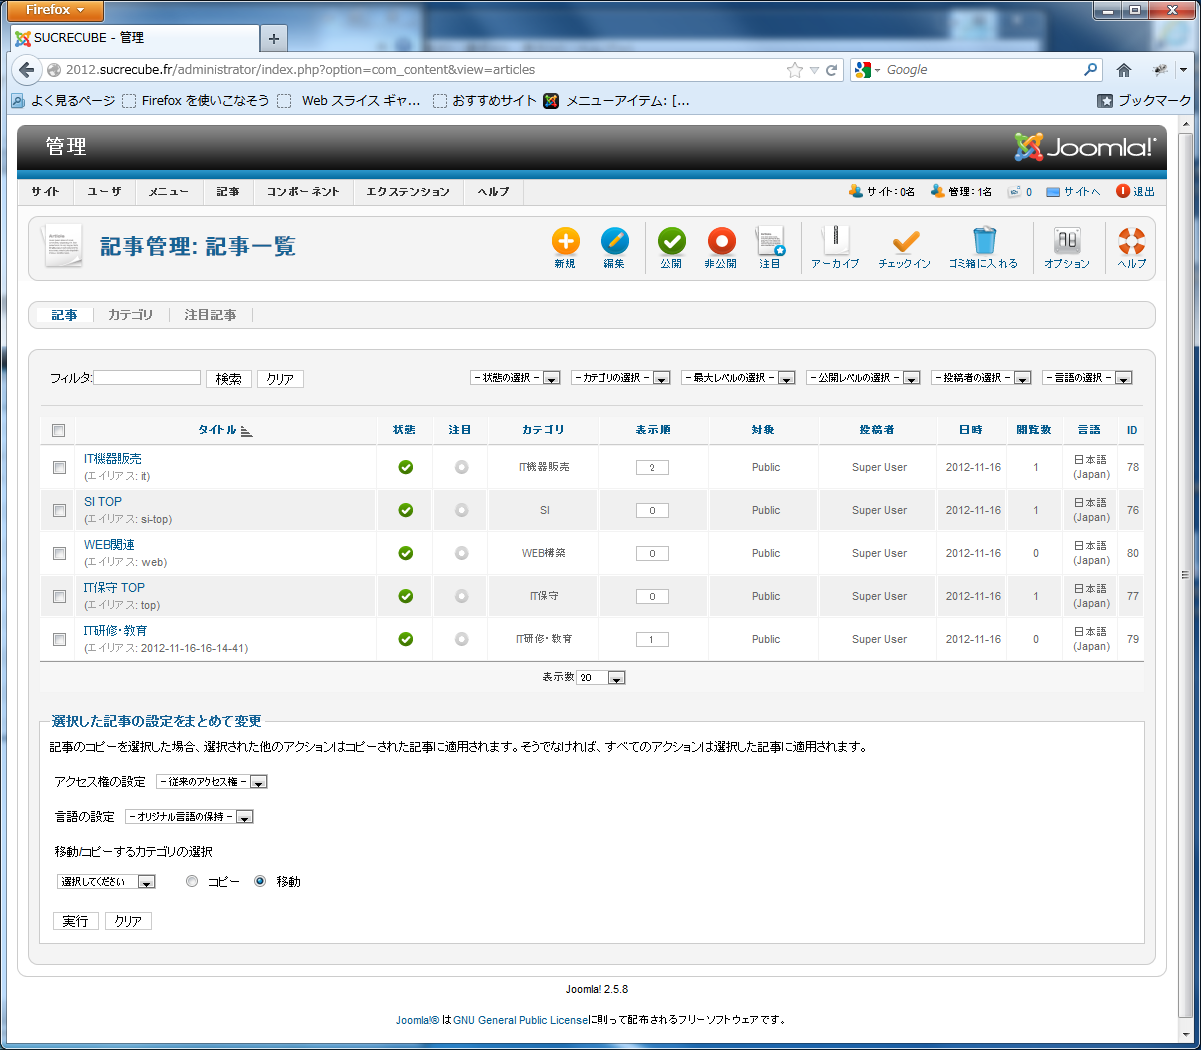 Firefox
SUCRECUBE - 管理
2012.sucrecube.fr/administrator/index.php?option=com_content&view=articles
Google
よく見るページ Firefox を使いこなそう Web スライス ギャ... おすすめサイト メニューアイテム: [... ブックマーク
管理 Joomla!
サイト ユーザ メニュー 記事 コンポーネント エクステンション ヘルプ サイト: 0名 管理: 1名 0 サイトへ 退出
記事管理: 記事一覧
新規 編集 公開 非公開 注目 アーカイブ チェックイン ゴミ箱に入れる オプション ヘルプ
記事 カテゴリ 注目記事
フィルタ: 検索 クリア - 状態の選択 - - カテゴリの選択 - - 最大レベルの選択 - - 公開レベルの選択 - - 投稿者の選択 - - 言語の選択 -
タイトル 状態 注目 カテゴリ 表示順 対象 投稿者 日時 閲覧数 言語 ID
IT機器販売
(エイリアス: it) IT機器販売 2 Public Super User 2012-11-16 1 日本語 (Japan) 78
SI TOP
(エイリアス: si-top) SI 0 Public Super User 2012-11-16 1 日本語 (Japan) 76
WEB関連
(エイリアス: web) WEB構築 0 Public Super User 2012-11-16 0 日本語 (Japan) 80
IT保守 TOP
(エイリアス: top) IT保守 0 Public Super User 2012-11-16 1 日本語 (Japan) 77
IT研修・教育
(エイリアス: 2012-11-16-16-14-41) IT研修・教育 1 Public Super User 2012-11-16 0 日本語 (Japan) 79
表示数 20
選択した記事の設定をまとめて変更
記事のコピーを選択した場合、選択された他のアクションはコピーされた記事に適用されます。そうでなければ、すべてのアクションは選択した記事に適用されます。
アクセス権の設定 - 従来のアクセス権 -
言語の設定 - オリジナル言語の保持 -
移動/コピーするカテゴリの選択
選択してください コピー 移動
実行 クリア
Joomla! 2.5.8
Joomla!® は GNU General Public Licenseに則って配布されるフリーソフトウェアです。